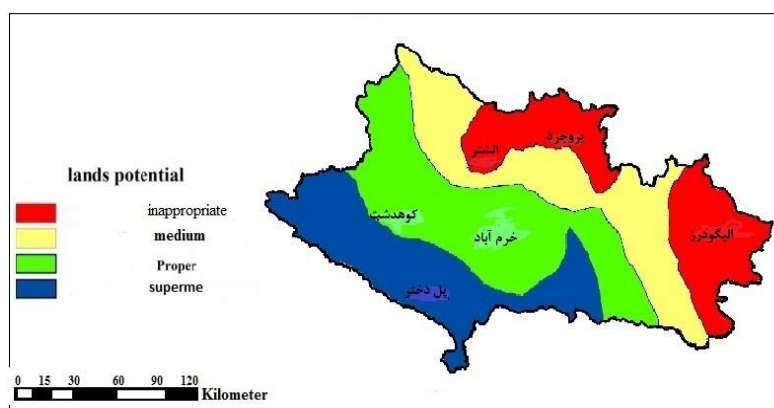 lands potential
inappropriate
medium
Proper
superme
0 15 30 60 90 120
Kilometer
بروجرد
الشتر
الیگودرز
کوهدشت
خرم آباد
پل دختر